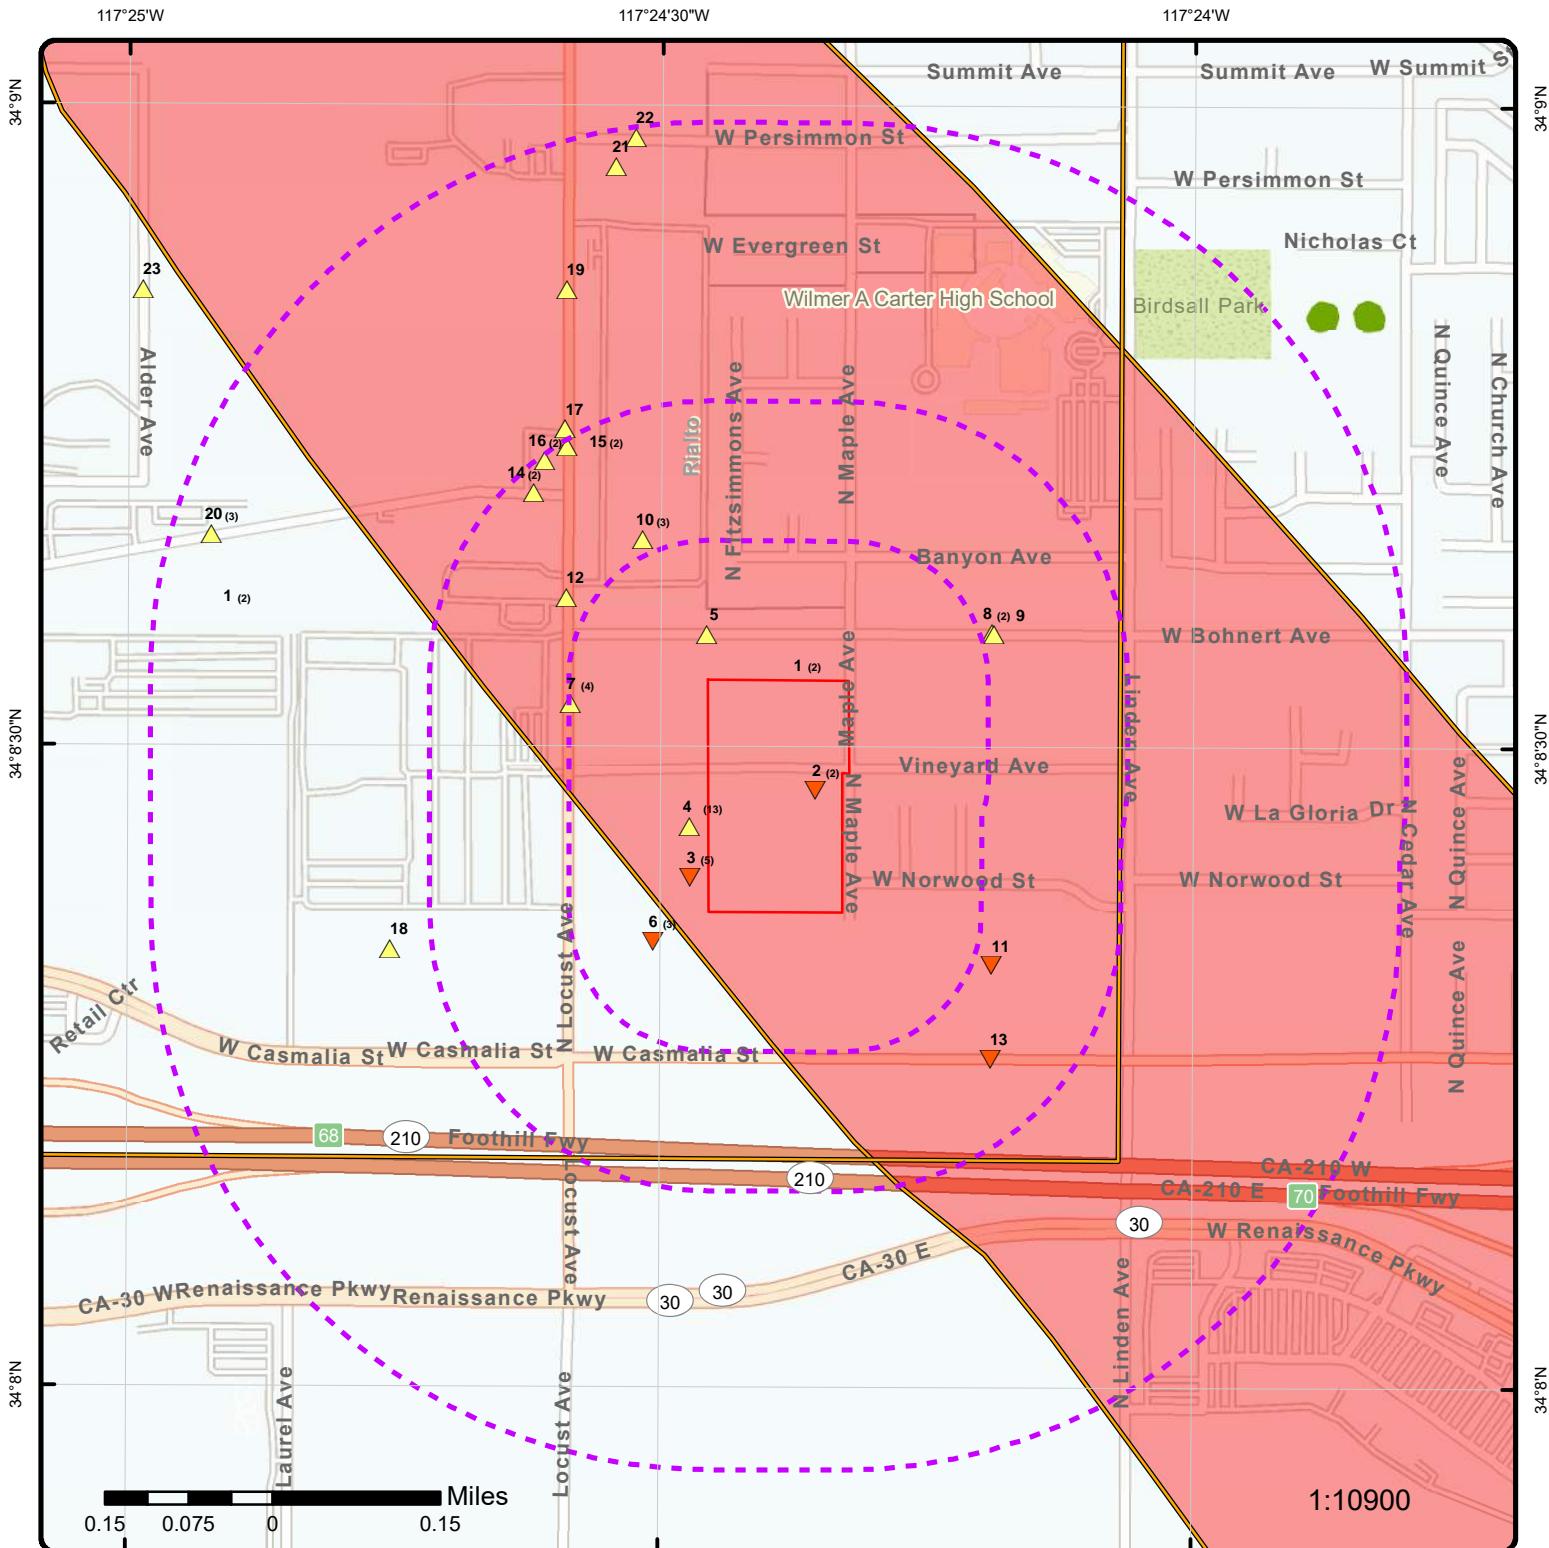 117°25'W
117°24'30"W
117°24'W
34°9'N
34°9'N
34°8'30"N
34°8'30"N
34°8'N
34°8'N
Summit Ave
Summit Ave
W Summit
22
W Persimmon St
21
W Persimmon St
W Evergreen St
Nicholas Ct
23
19
Wilmer A Carter High School
Birdsall Park
Alder Ave
N Fitzsimmons Ave
N Maple Ave
N Quince Ave
N Church Ave
17
16 (2)
15 (2)
Rialto
14 (2)
20 (3)
10 (3)
Banyon Ave
12
1 (2)
5
8 (2)
9
W Bohnert Ave
1 (2)
Maple Ave
7 (4)
Linden Ave
Vineyard Ave
2 (2)
N Maple Ave
4 (13)
W La Gloria Dr
N Cedar Ave
N Quince Ave
3 (5)
W Norwood St
W Norwood St
6 (3)
18
N Locust Ave
11
N Quince Ave
Retail Ctr
13
W Casmalia St
W Casmalia St
W Casmalia St
68
210
Foothill Fwy
210
CA-210 W
CA-210 E
70
Foothill Fwy
Locust Ave
30
W Renaissance Pkwy
CA-30 E
CA-30 W
Renaissance Pkwy
Renaissance Pkwy
30
30
N Linden Ave
Laurel Ave
Locust Ave
Miles
0.15
0.075
0
0.15
1:10900